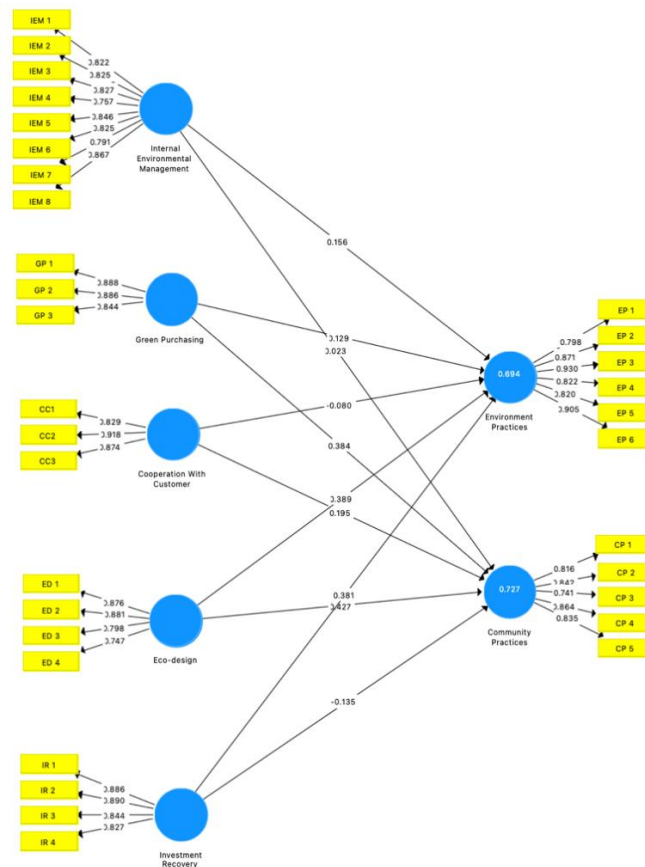 IEM 1
IEM 2
IEM 3
IEM 4
IEM 5
IEM 6
IEM 7
IEM 8
0.822
0.825
0.827
0.757
0.846
0.825
0.791
0.867
Internal
Environmental
Management
0.156
GP 1
GP 2
GP 3
0.888
0.886
0.844
Green Purchasing
0.129
0.023
EP 1
EP 2
EP 3
EP 4
EP 5
EP 6
0.798
0.871
0.930
0.822
0.820
0.905
0.694
Environment
Practices
CC1
CC2
CC3
0.829
0.918
0.874
Cooperation With
Customer
-0.080
0.384
0.389
0.195
CP 1
CP 2
CP 3
CP 4
CP 5
0.816
0.842
0.741
0.864
0.835
0.727
Community
Practices
ED 1
ED 2
ED 3
ED 4
0.876
0.881
0.798
0.747
Eco-design
0.381
0.427
-0.135
IR 1
IR 2
IR 3
IR 4
0.886
0.890
0.844
0.827
Investment
Recovery